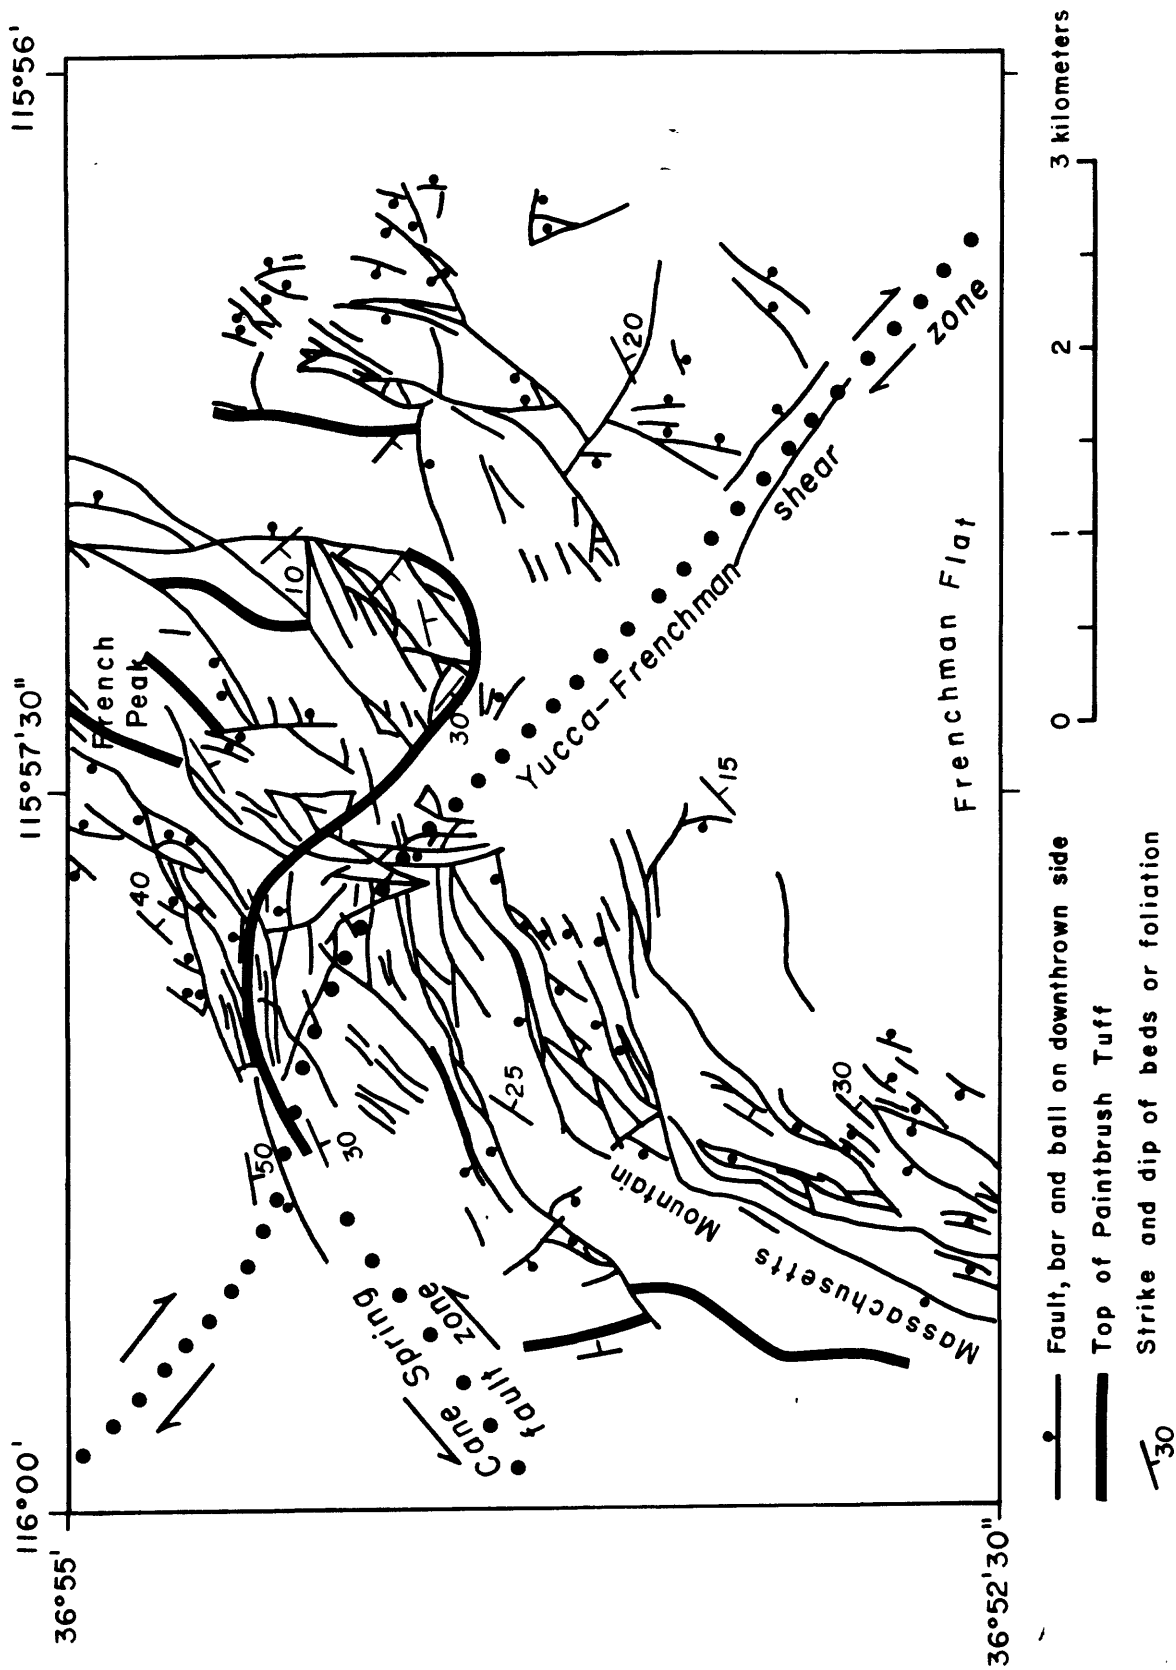 116°00'
115°57'30"
115°56'
36°55'
French
Peak
40
10
50
30
30
20
25
15
30
Cane Spring
fault zone
Yucca-Frenchman
shear
zone
Massachusetts Mountain
Frenchman Flat
36°52'30"
0 1 2 3 kilometers
Fault, bar and ball on downthrown side
Top of Paintbrush Tuff
30
Strike and dip of beds or foliation